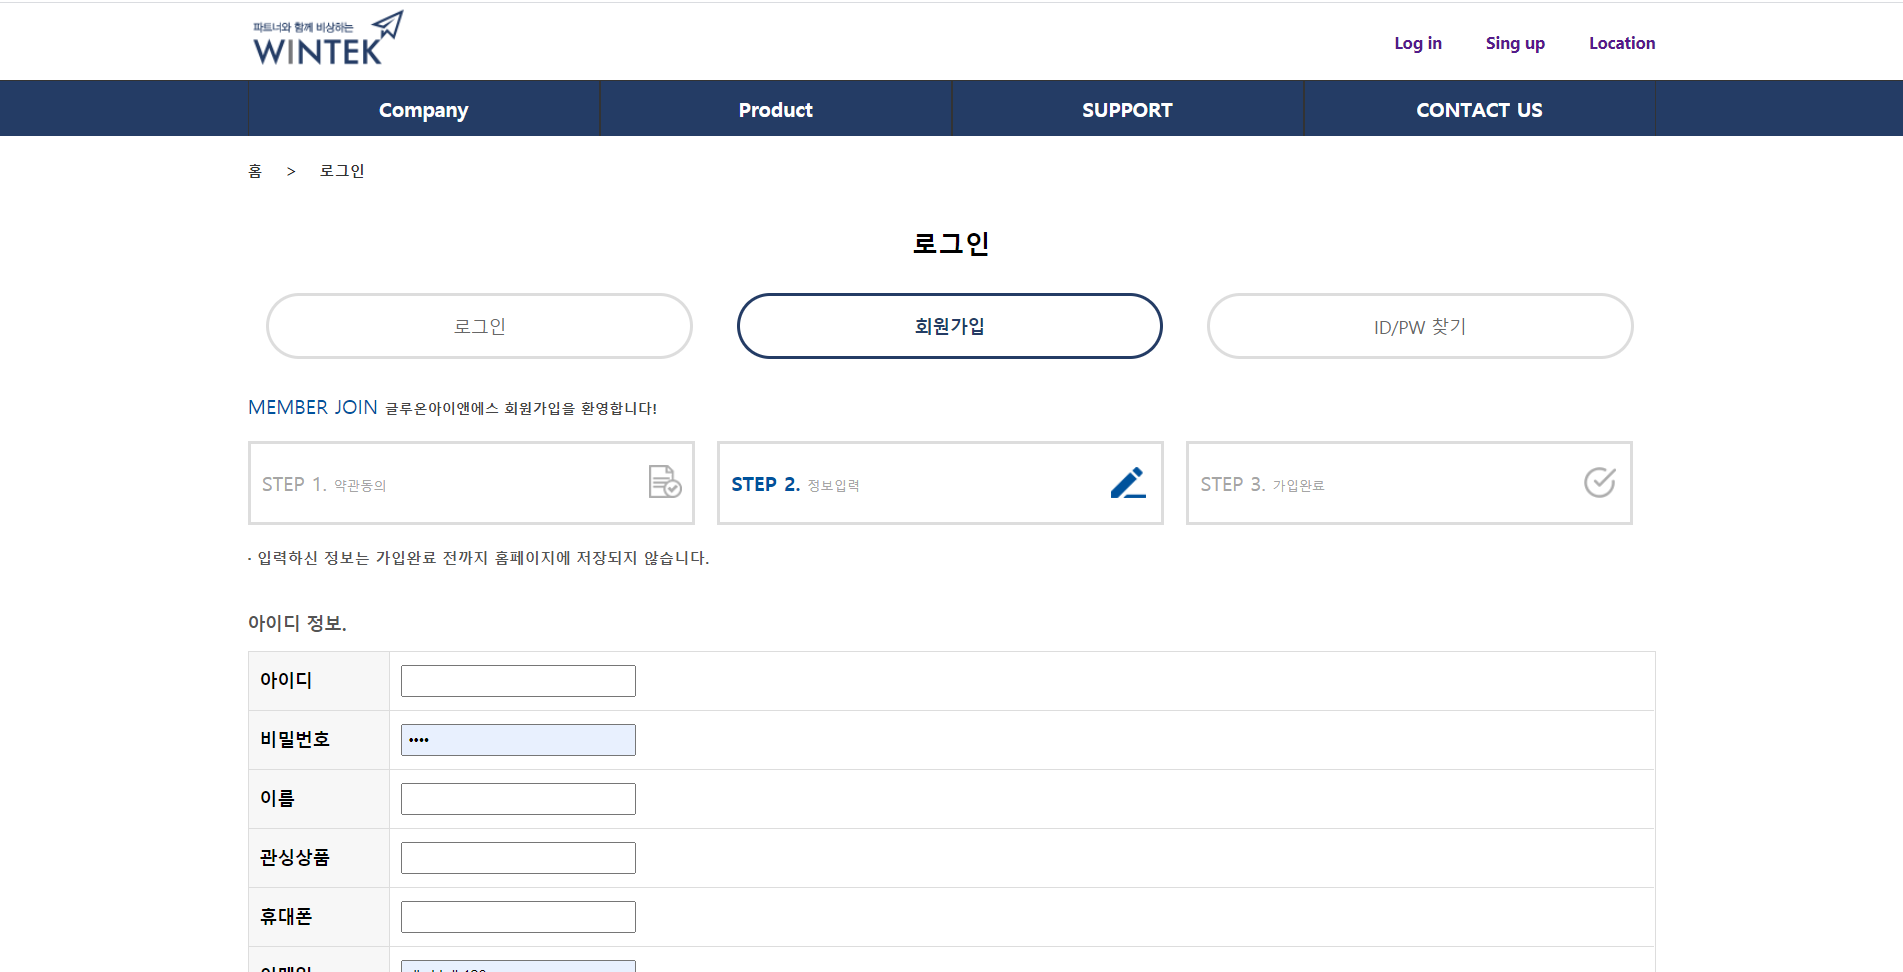 파트너와 함께 비상하는
WINTEK
Log in Sing up Location
Company Product SUPPORT CONTACT US
홈 > 로그인
로그인
로그인 회원가입 ID/PW 찾기
MEMBER JOIN 글루온아이앤에스 회원가입을 환영합니다!
STEP 1. 약관동의 STEP 2. 정보입력 STEP 3. 가입완료
· 입력하신 정보는 가입완료 전까지 홈페이지에 저장되지 않습니다.
아이디 정보.
아이디
비밀번호 ••••
이름
관싱상품
휴대폰